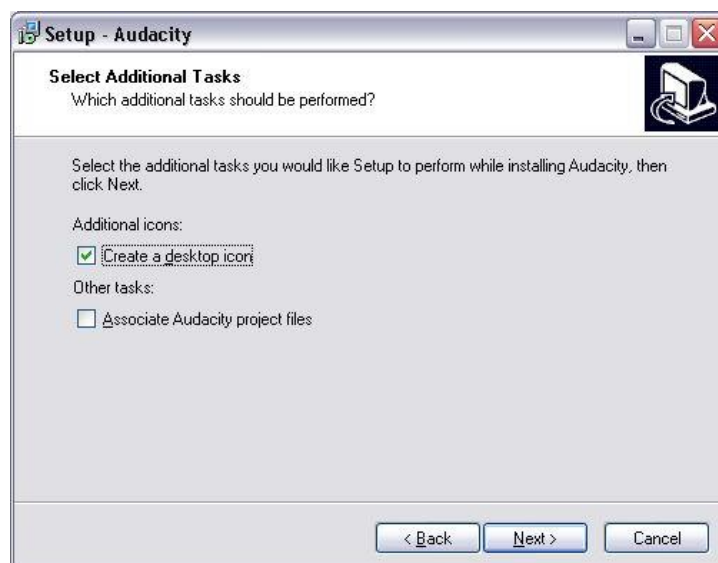 Setup - Audacity
Select Additional Tasks
Which additional tasks should be performed?
Select the additional tasks you would like Setup to perform while installing Audacity, then
click Next.
Additional icons:
Create a desktop icon
Other tasks:
Associate Audacity project files
< Back Next > Cancel